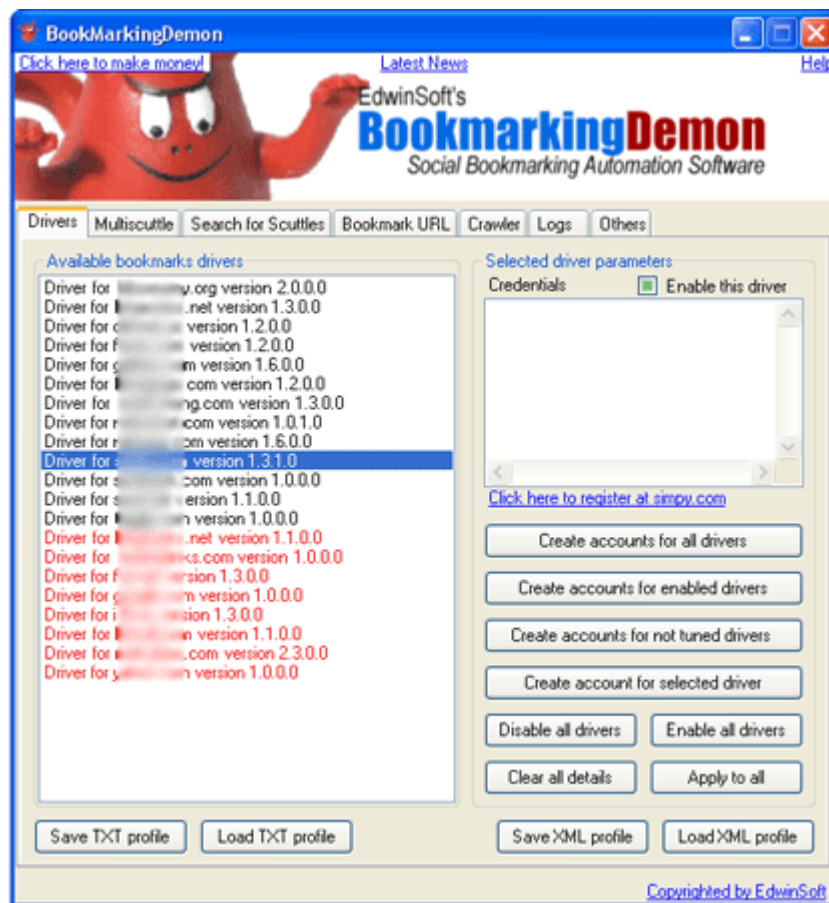 BookMarkingDemon
Click here to make money! Latest News Help
EdwinSoft's
BookmarkingDemon
Social Bookmarking Automation Software
Drivers Multiscuttle Search for Scuttles Bookmark URL Crawler Logs Others
Available bookmarks drivers
Driver for .org version 2.0.0.0
Driver for .net version 1.3.0.0
Driver for version 1.2.0.0
Driver for version 1.2.0.0
Driver for version 1.6.0.0
Driver for .com version 1.2.0.0
Driver for .com version 1.3.0.0
Driver for .com version 1.0.1.0
Driver for .com version 1.6.0.0
Driver for version 1.3.1.0
Driver for .com version 1.0.0.0
Driver for version 1.1.0.0
Driver for version 1.0.0.0
Driver for .net version 1.1.0.0
Driver for .com version 1.0.0.0
Driver for version 1.3.0.0
Driver for version 1.0.0.0
Driver for version 1.3.0.0
Driver for version 1.1.0.0
Driver for .com version 2.3.0.0
Driver for version 1.0.0.0
Selected driver parameters
Credentials Enable this driver
Click here to register at simpy.com
Create accounts for all drivers
Create accounts for enabled drivers
Create accounts for not tuned drivers
Create account for selected driver
Disable all drivers Enable all drivers
Clear all details Apply to all
Save TXT profile Load TXT profile Save XML profile Load XML profile
Copyrighted by EdwinSoft